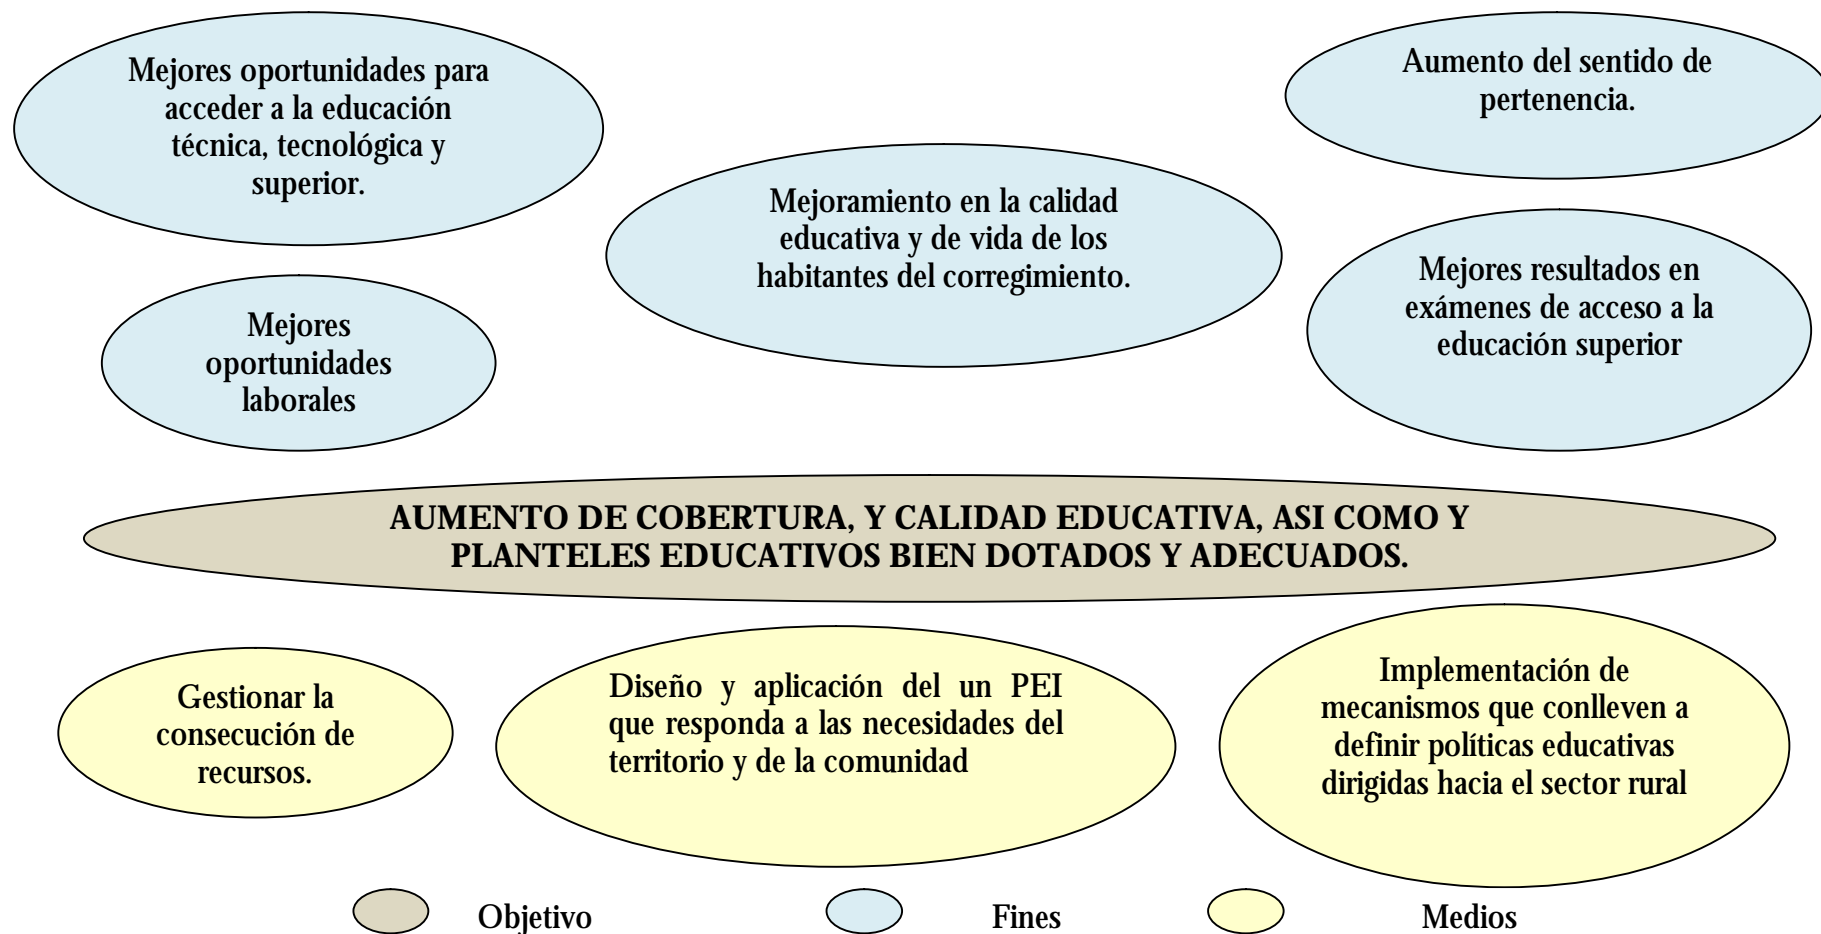 Mejores oportunidades para
acceder a la educación
técnica, tecnológica y
superior.
Aumento del sentido de
pertenencia.
Mejoramiento en la calidad
educativa y de vida de los
habitantes del corregimiento.
Mejores
oportunidades
laborales
Mejores resultados en
exámenes de acceso a la
educación superior
AUMENTO DE COBERTURA, Y CALIDAD EDUCATIVA, ASI COMO Y
PLANTELES EDUCATIVOS BIEN DOTADOS Y ADECUADOS.
Gestionar la
consecución de
recursos.
Diseño y aplicación del un PEI
que responda a las necesidades del
territorio y de la comunidad
Implementación de
mecanismos que conlleven a
definir políticas educativas
dirigidas hacia el sector rural
Objetivo
Fines
Medios